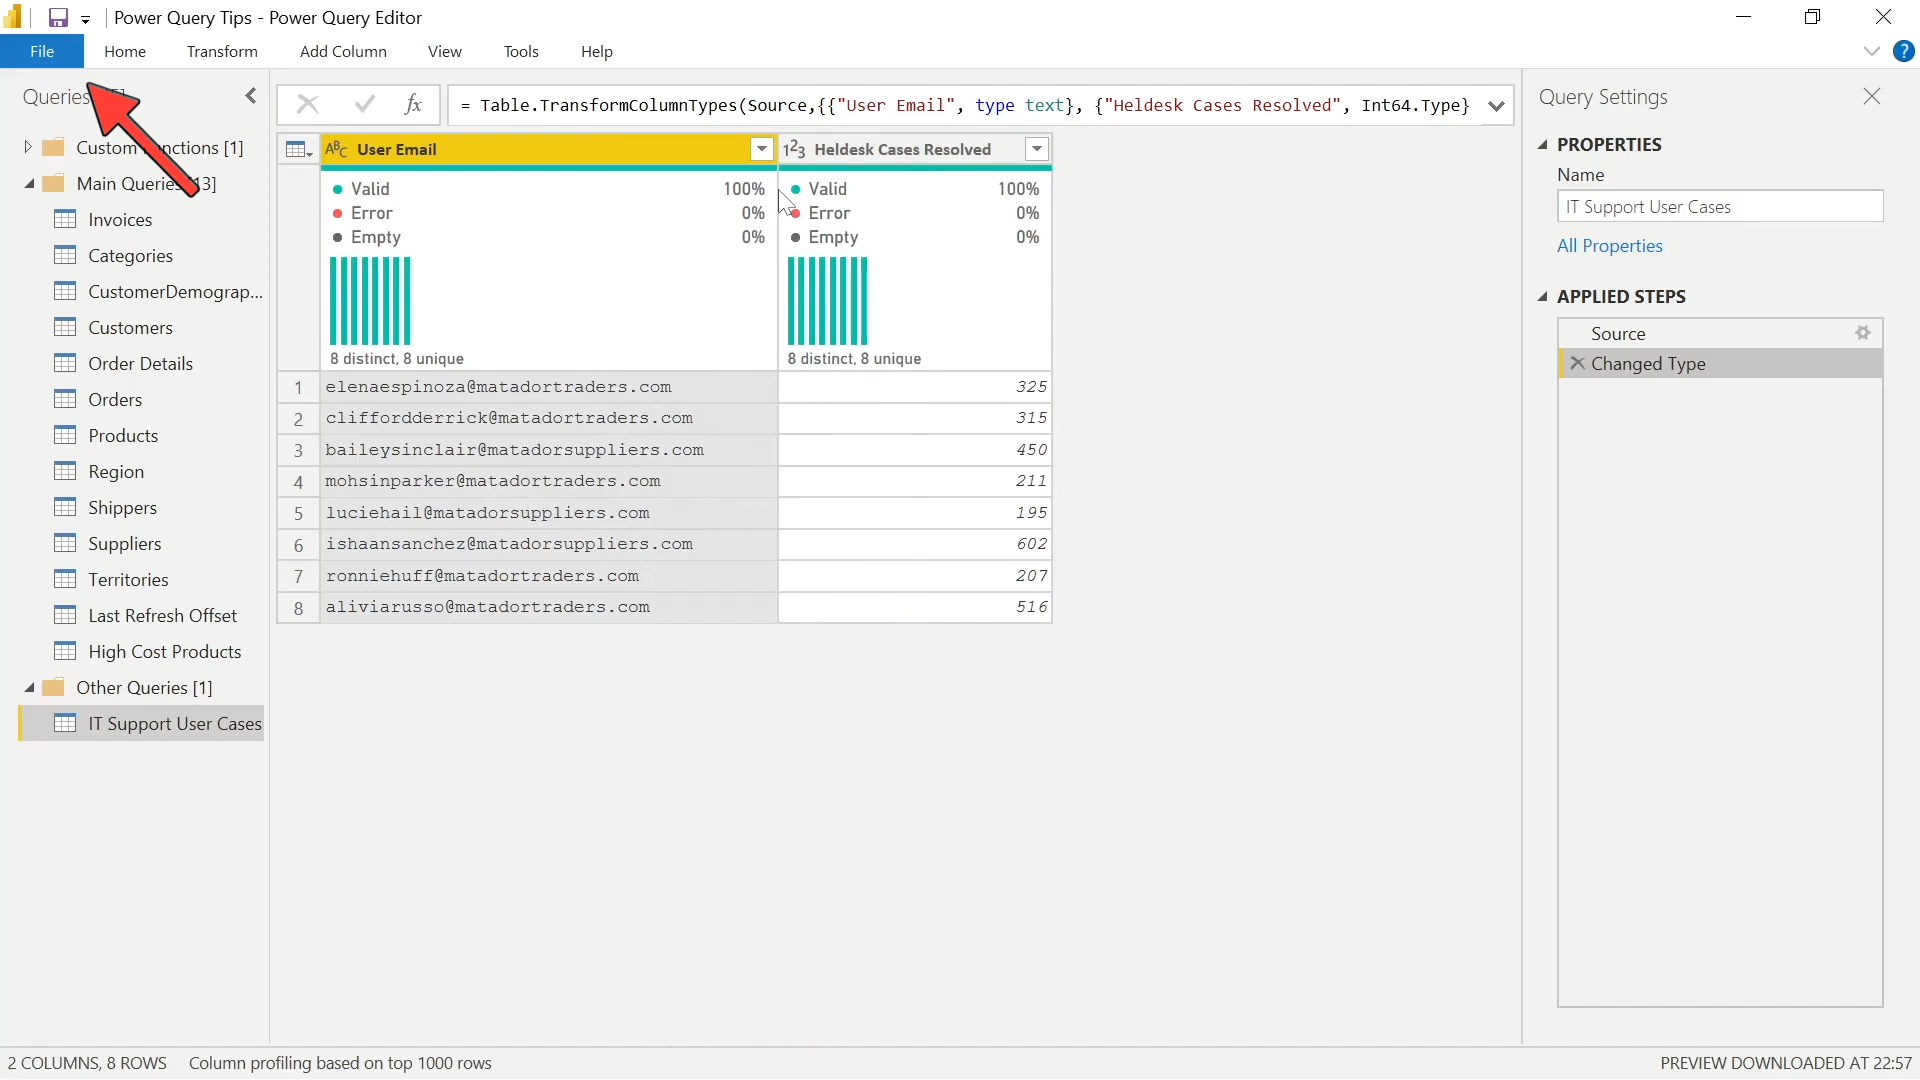 Power Query Tips - Power Query Editor
File Home Transform Add Column View Tools Help
?
Queries
Custom nctions [1]
Main Queries 13]
Invoices
Categories
CustomerDemograp...
Customers
Order Details
Orders
Products
Region
Shippers
Suppliers
Territories
Last Refresh Offset
High Cost Products
Other Queries [1]
IT Support User Cases
fx = Table.TransformColumnTypes(Source,{{"User Email", type text}, {"Heldesk Cases Resolved", Int64.Type}
ABC User Email 123 Heldesk Cases Resolved
Valid 100% Valid 100%
Error 0% Error 0%
Empty 0% Empty 0%
8 distinct, 8 unique 8 distinct, 8 unique
1 elenaespinoza@matadortraders.com 325
2 cliffordderrick@matadortraders.com 315
3 baileysinclair@matadorsuppliers.com 450
4 mohsinparker@matadortraders.com 211
5 luciehail@matadorsuppliers.com 195
6 ishaansanchez@matadorsuppliers.com 602
7 ronniehuff@matadortraders.com 207
8 aliviarusso@matadortraders.com 516
Query Settings
PROPERTIES
Name
IT Support User Cases
All Properties
APPLIED STEPS
Source
Changed Type
2 COLUMNS, 8 ROWS Column profiling based on top 1000 rows
PREVIEW DOWNLOADED AT 22:57